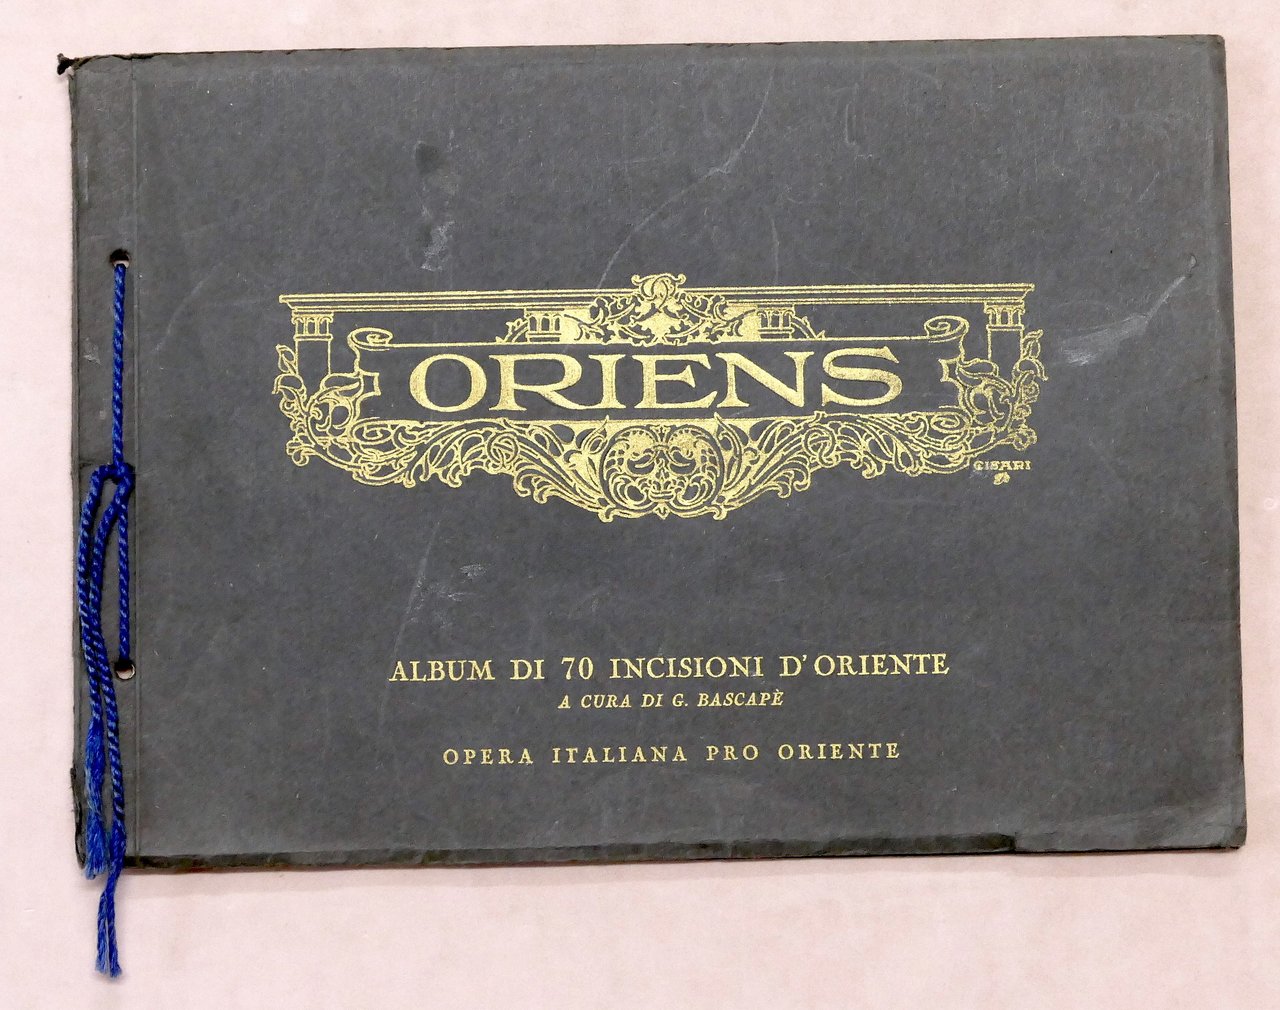 ORIENS
CISARI
ALBUM DI 70 INCISIONI D'ORIENTE
A CURA DI G. BASCAPÈ
OPERA ITALIANA PRO ORIENTE